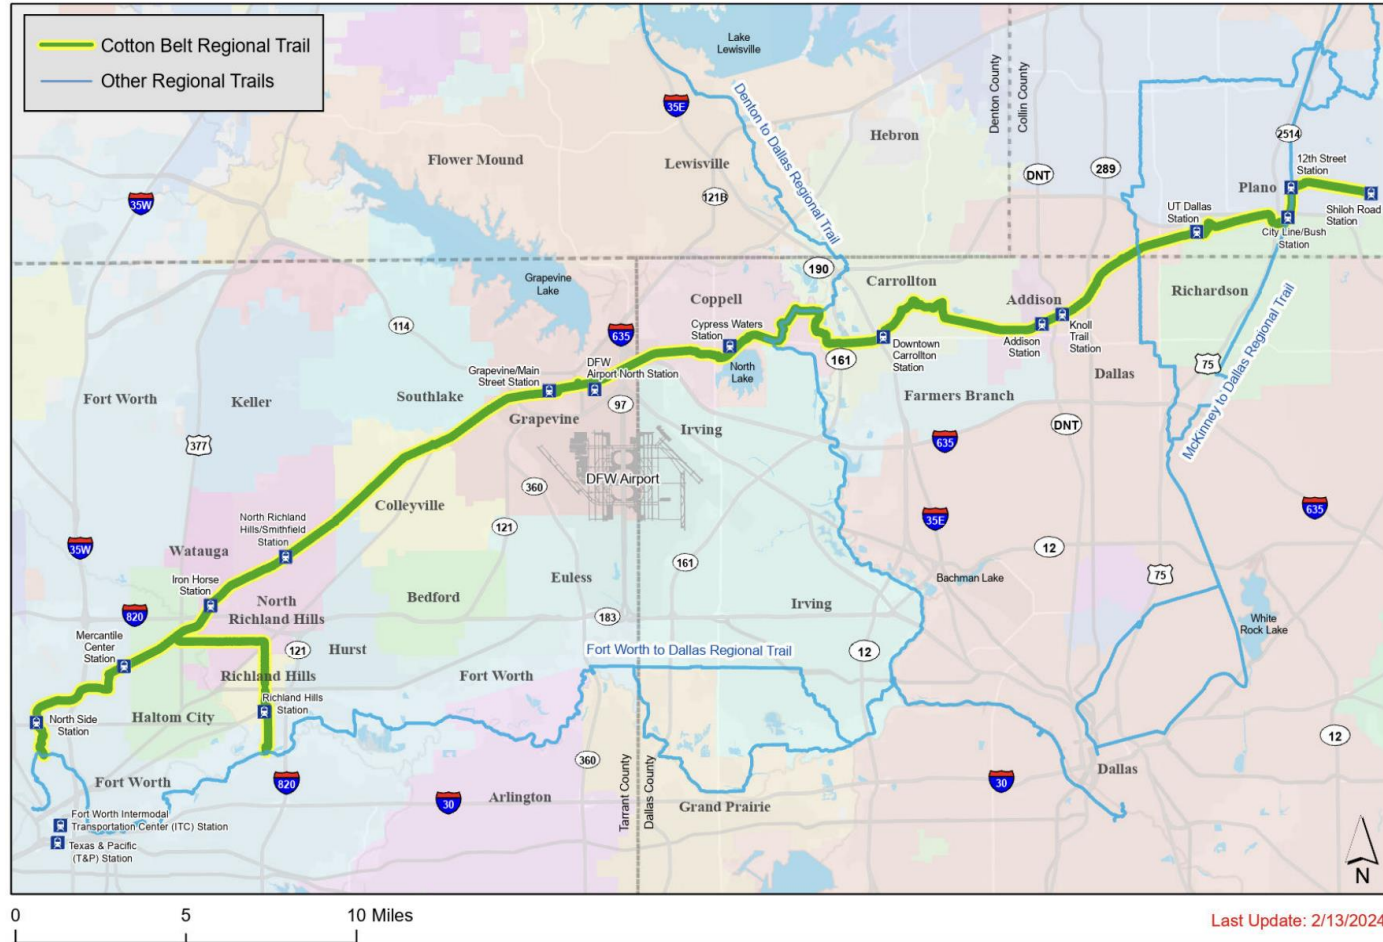 Cotton Belt Regional Trail
Other Regional Trails
Lake
Lewisville
35E
Denton County
Collin County
Denton to Dallas Regional Trail
Hebron
2514
Flower Mound
Lewisville
DNT
289
12th Street
Station
35W
121B
Plano
UT Dallas
Station
Shiloh Road
Station
City Line/Bush
Station
190
Carrollton
Grapevine
Lake
Coppell
Addison
Richardson
114
635
Cypress Waters
Station
Knoll
Trail
Station
Addison
Station
Downtown
Carrollton
Station
161
McKinney to Dallas Regional Trail
Grapevine/Main
Street Station
DFW
Airport North Station
North
Lake
75
Dallas
Fort Worth
Keller
Southlake
97
Farmers Branch
Grapevine
Irving
DNT
377
635
DFW Airport
360
Colleyville
635
North Richland
Hills/Smithfield
Station
121
35E
35W
Watauga
12
161
75
Iron Horse
Station
Euless
Bachman Lake
820
North
Richland Hills
Bedford
Irving
183
White
Rock Lake
Mercantile
Center
Station
121
Hurst
Fort Worth to Dallas Regional Trail
12
Richland Hills
Fort Worth
Richland Hills
Station
North Side
Station
Haltom City
12
360
Tarrant County
Dallas County
Fort Worth
820
Dallas
30
Arlington
30
Grand Prairie
Fort Worth Intermodal
Transportation Center (ITC) Station
Texas & Pacific
(T&P) Station
N
0 5 10 Miles
Last Update: 2/13/2024